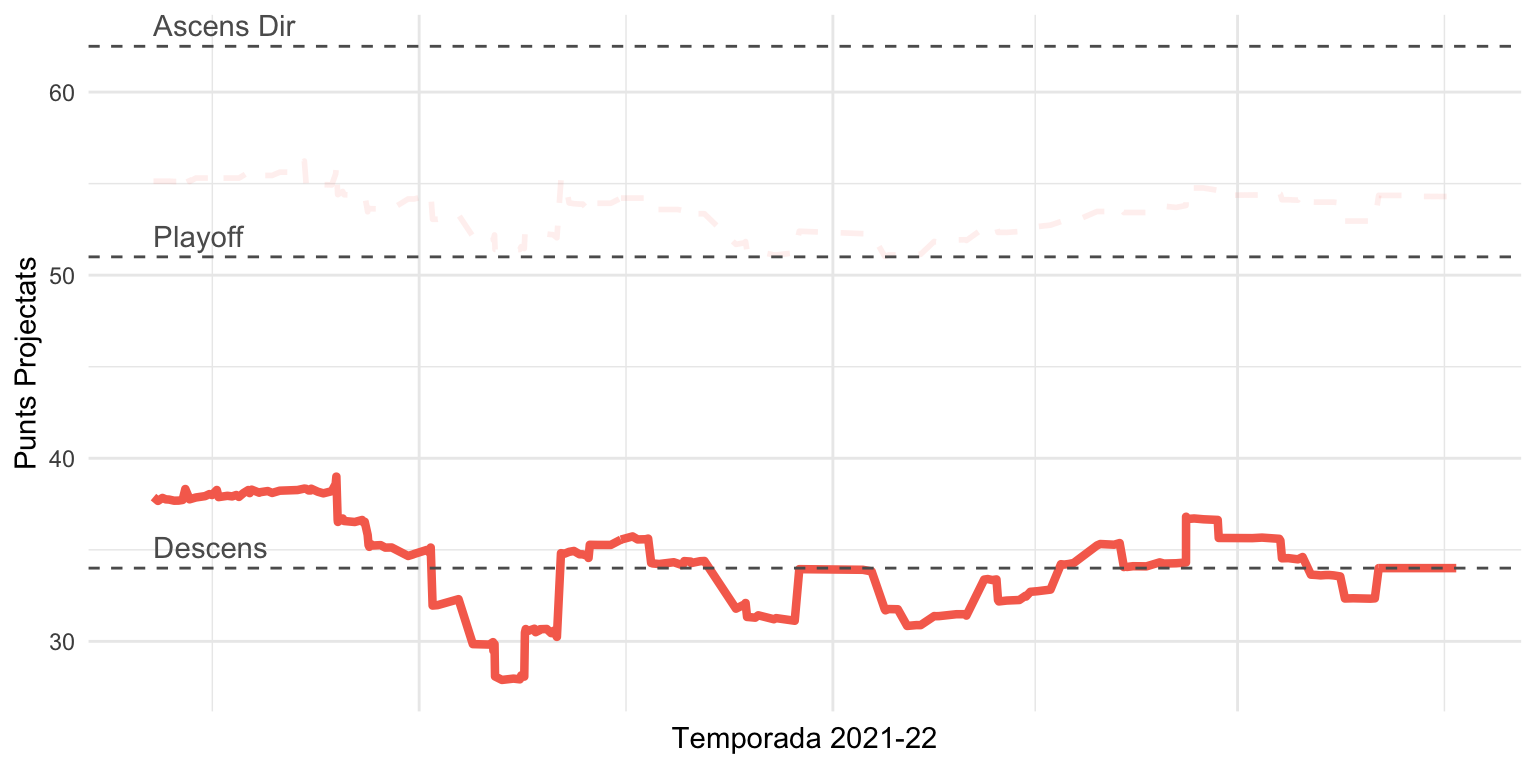 Ascens Dir
60
Playoff
50
Punts Projectats
40
Descens
30
Temporada 2021-22